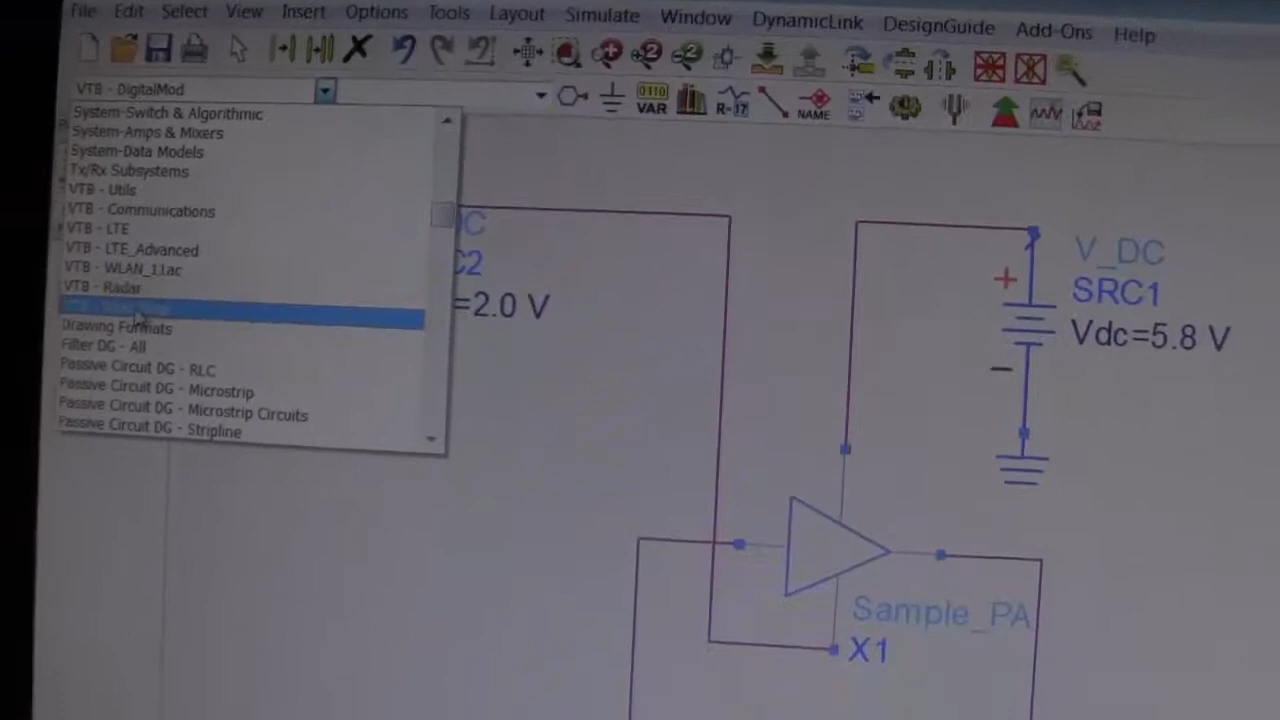 File Edit Select View Insert Options Tools Layout Simulate Window DynamicLink DesignGuide Add-Ons Help
VTB - DigitalMod
0110
VAR
R-17
NAME
System-Switch & Algorithmic
System-Amps & Mixers
System-Data Models
Tx/Rx Subsystems
VTB - Utils
VTB - Communications
VTB - LTE
VTB - LTE_Advanced
VTB - WLAN_11ac
VTB - Radar
Drawing Formats
Filter DG - All
Passive Circuit DG - RLC
Passive Circuit DG - Microstrip
Passive Circuit DG - Microstrip Circuits
Passive Circuit DG - Stripline
C2
=2.0 V
V_DC
SRC1
Vdc=5.8 V
Sample_PA
X1